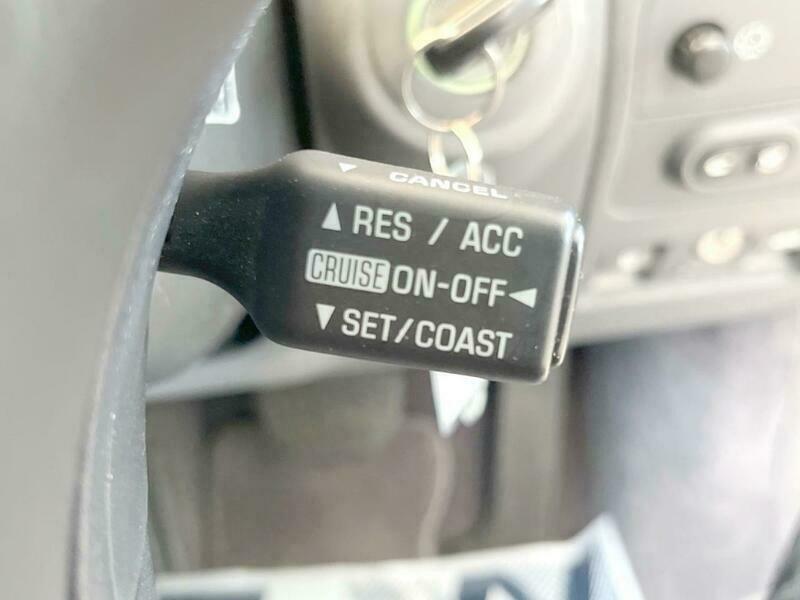 ▼ CANCEL
▲ RES / ACC
CRUISE ON-OFF ◄
▼ SET/COAST